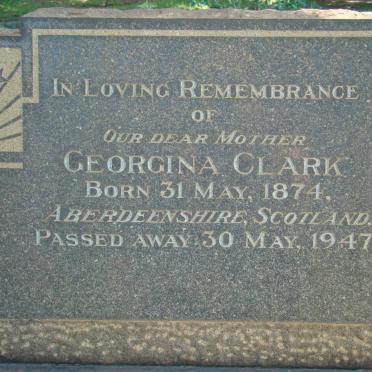 In Loving Remembrance
of
Our dear Mother
Georgina Clark
Born 31 May, 1874,
Aberdeenshire, Scotland,
Passed away 30 May, 1947